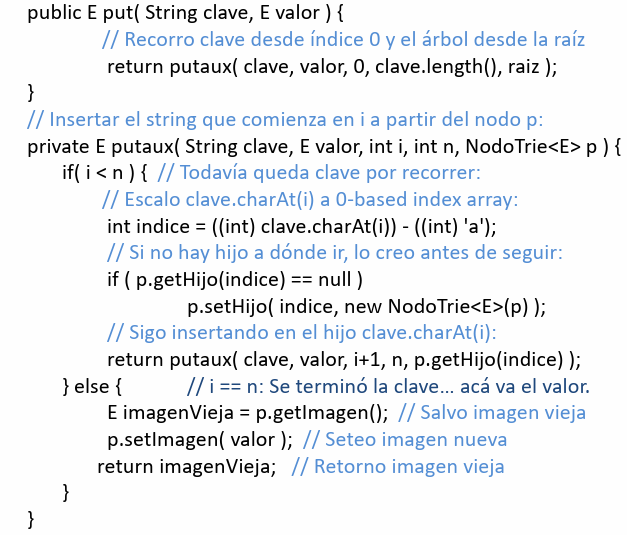 public E put( String clave, E valor ) {
// Recorro clave desde índice 0 y el árbol desde la raíz
return putaux( clave, valor, 0, clave.length(), raiz );
}
// Insertar el string que comienza en i a partir del nodo p:
private E putaux( String clave, E valor, int i, int n, NodoTrie<E> p ) {
if( i < n ) { // Todavía queda clave por recorrer:
// Escalo clave.charAt(i) a 0-based index array:
int indice = ((int) clave.charAt(i)) - ((int) 'a');
// Si no hay hijo a dónde ir, lo creo antes de seguir:
if ( p.getHijo(indice) == null )
p.setHijo( indice, new NodoTrie<E>(p) );
// Sigo insertando en el hijo clave.charAt(i):
return putaux( clave, valor, i+1, n, p.getHijo(indice) );
} else { // i == n: Se terminó la clave... acá va el valor.
E imagenVieja = p.getImagen(); // Salvo imagen vieja
p.setImagen( valor ); // Seteo imagen nueva
return imagenVieja; // Retorno imagen vieja
}
}